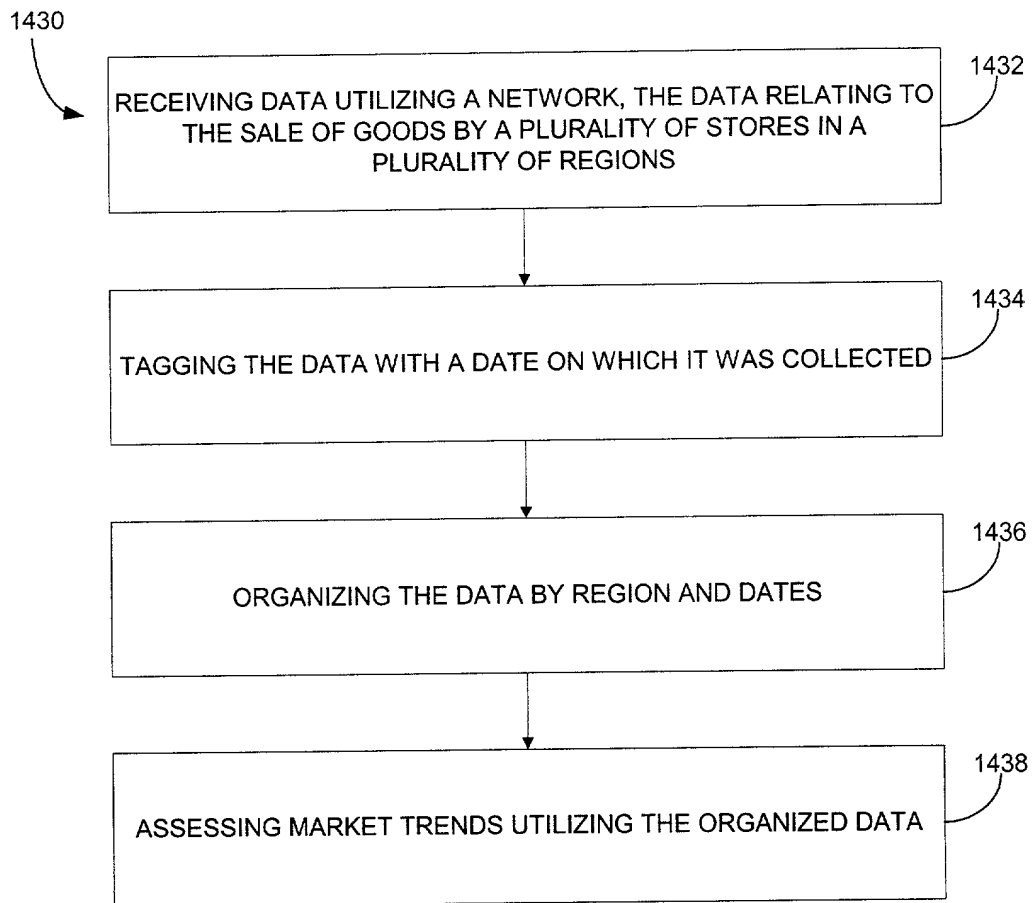 1430
1432
RECEIVING DATA UTILIZING A NETWORK, THE DATA RELATING TO
THE SALE OF GOODS BY A PLURALITY OF STORES IN A
PLURALITY OF REGIONS
1434
TAGGING THE DATA WITH A DATE ON WHICH IT WAS COLLECTED
1436
ORGANIZING THE DATA BY REGION AND DATES
1438
ASSESSING MARKET TRENDS UTILIZING THE ORGANIZED DATA